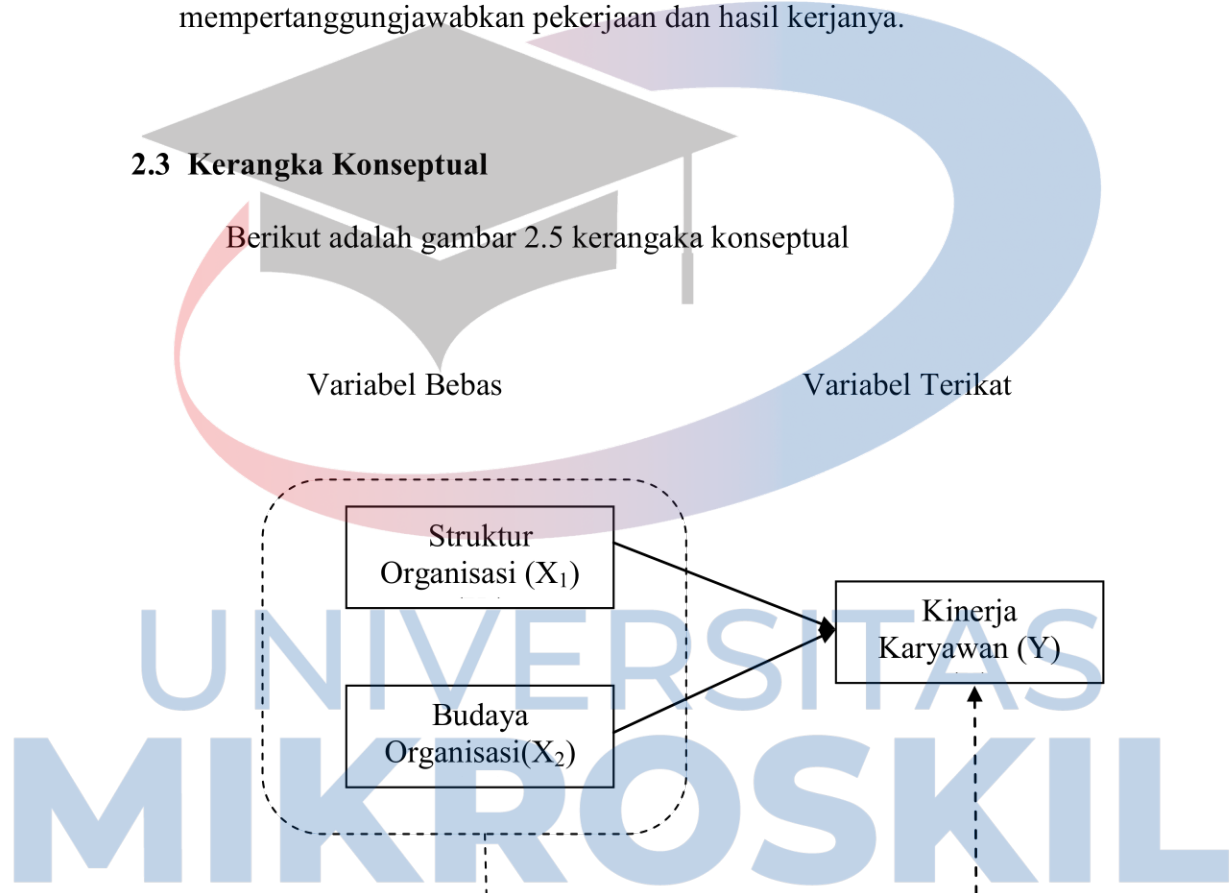 mempertanggungjawabkan pekerjaan dan hasil kerjanya.
2.3 Kerangka Konseptual
Berikut adalah gambar 2.5 kerangaka konseptual
Variabel Bebas
Variabel Terikat
Struktur
Organisasi (X₁)
Budaya
Organisasi(X₂)
Kinerja
Karyawan (Y)
UNIVERSITAS
MIKROSKIL